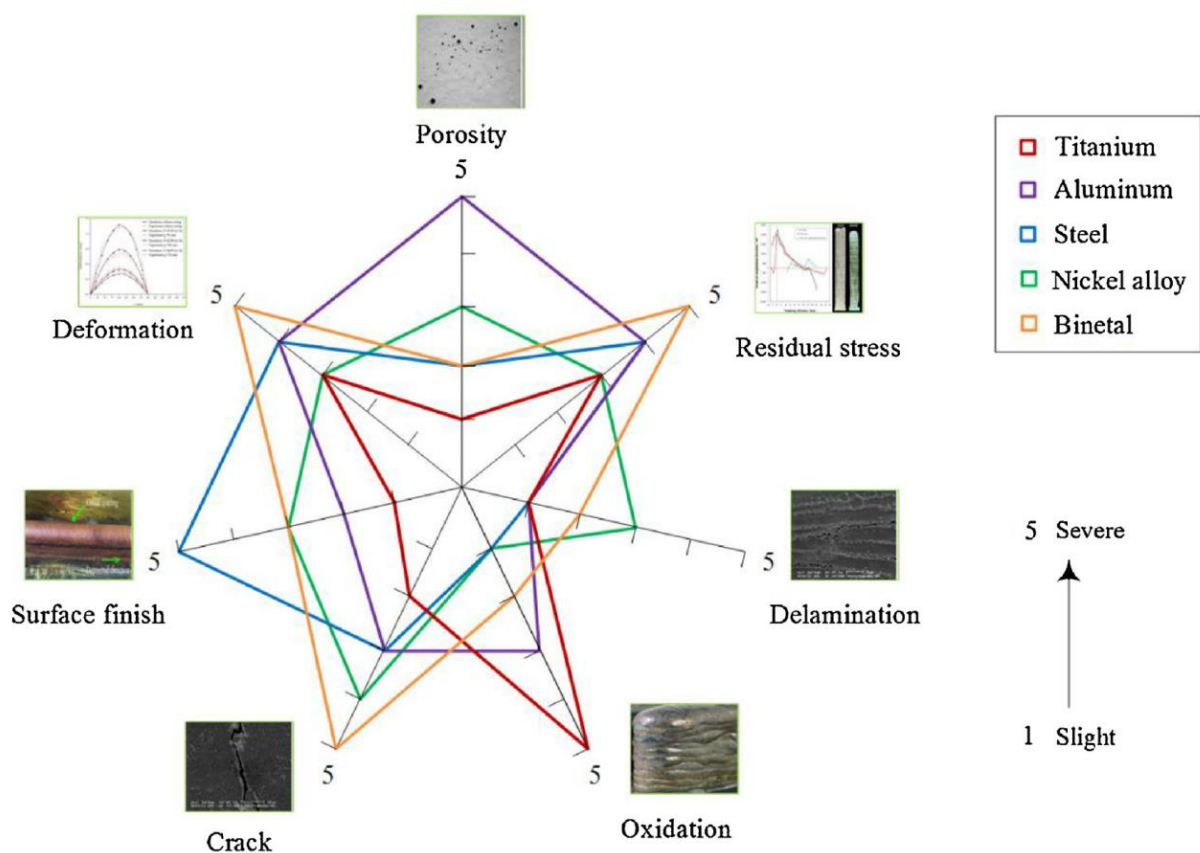 Porosity
5
Titanium
Aluminum
Steel
Nickel alloy
Binetal
5
Deformation
5
Residual stress
5
Surface finish
5
Delamination
5 Severe
1 Slight
5
Crack
5
Oxidation